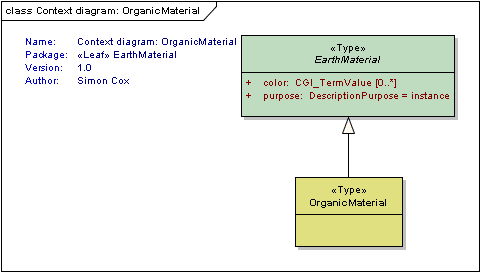 class Context diagram: OrganicMaterial
Name: Context diagram: OrganicMaterial
Package: «Leaf» EarthMaterial
Version: 1.0
Author: Simon Cox
«Type»
EarthMaterial
+ color: CGI_TermValue [0..*]
+ purpose: DescriptionPurpose = instance
«Type»
OrganicMaterial